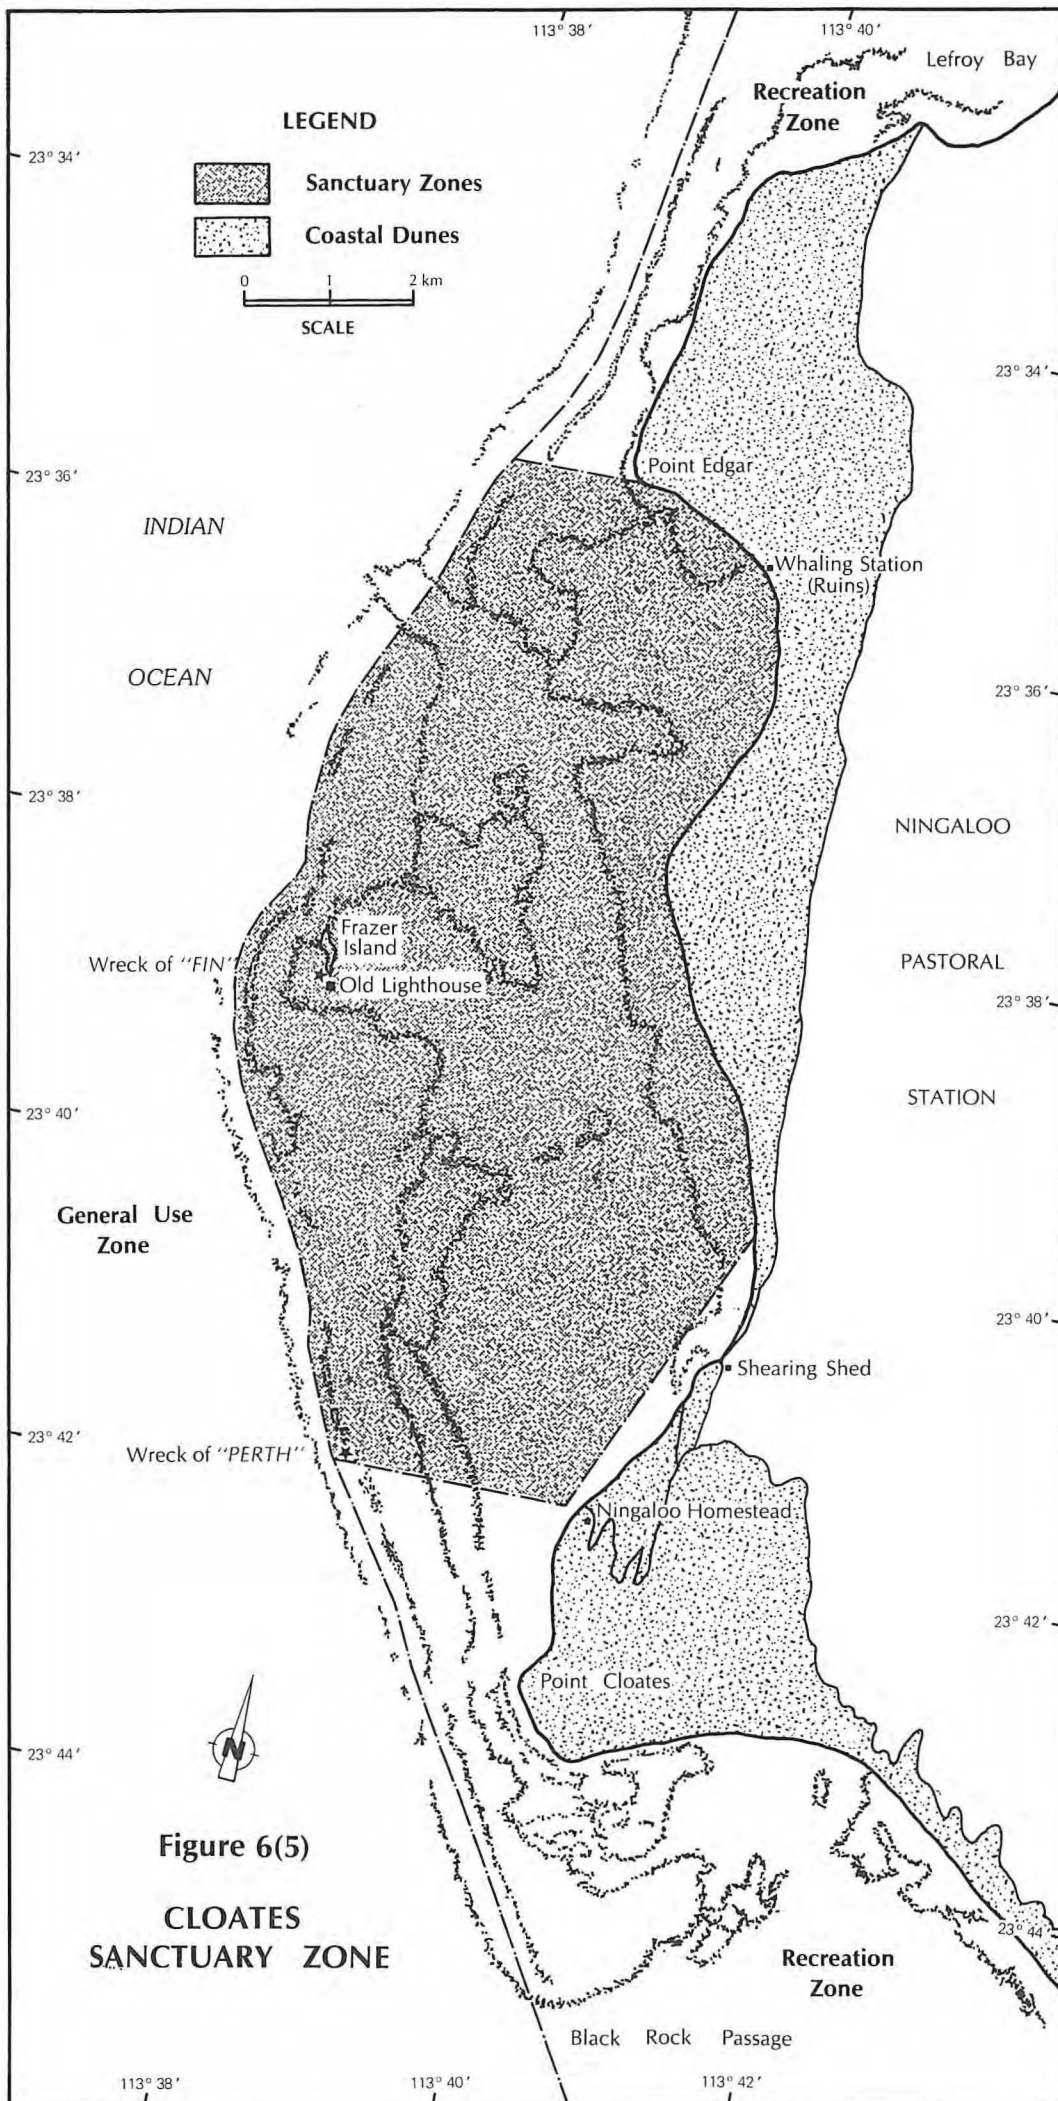 113° 38′
113° 40′
Lefroy Bay
Recreation
Zone
LEGEND
23° 34′
Sanctuary Zones
Coastal Dunes
0 1 2 km
SCALE
23° 34′
Point Edgar
23° 36′
INDIAN
Whaling Station
(Ruins)
OCEAN
23° 36′
23° 38′
NINGALOO
Frazer
Island
Wreck of "FIN"
PASTORAL
Old Lighthouse
23° 38′
STATION
23° 40′
General Use
Zone
23° 40′
Shearing Shed
23° 42′
Wreck of "PERTH"
Ningaloo Homestead
23° 42′
Point Cloates
N
23° 44′
Figure 6(5)
CLOATES
SANCTUARY ZONE
23° 44′
Recreation
Zone
Black Rock Passage
113° 38′
113° 40′
113° 42′